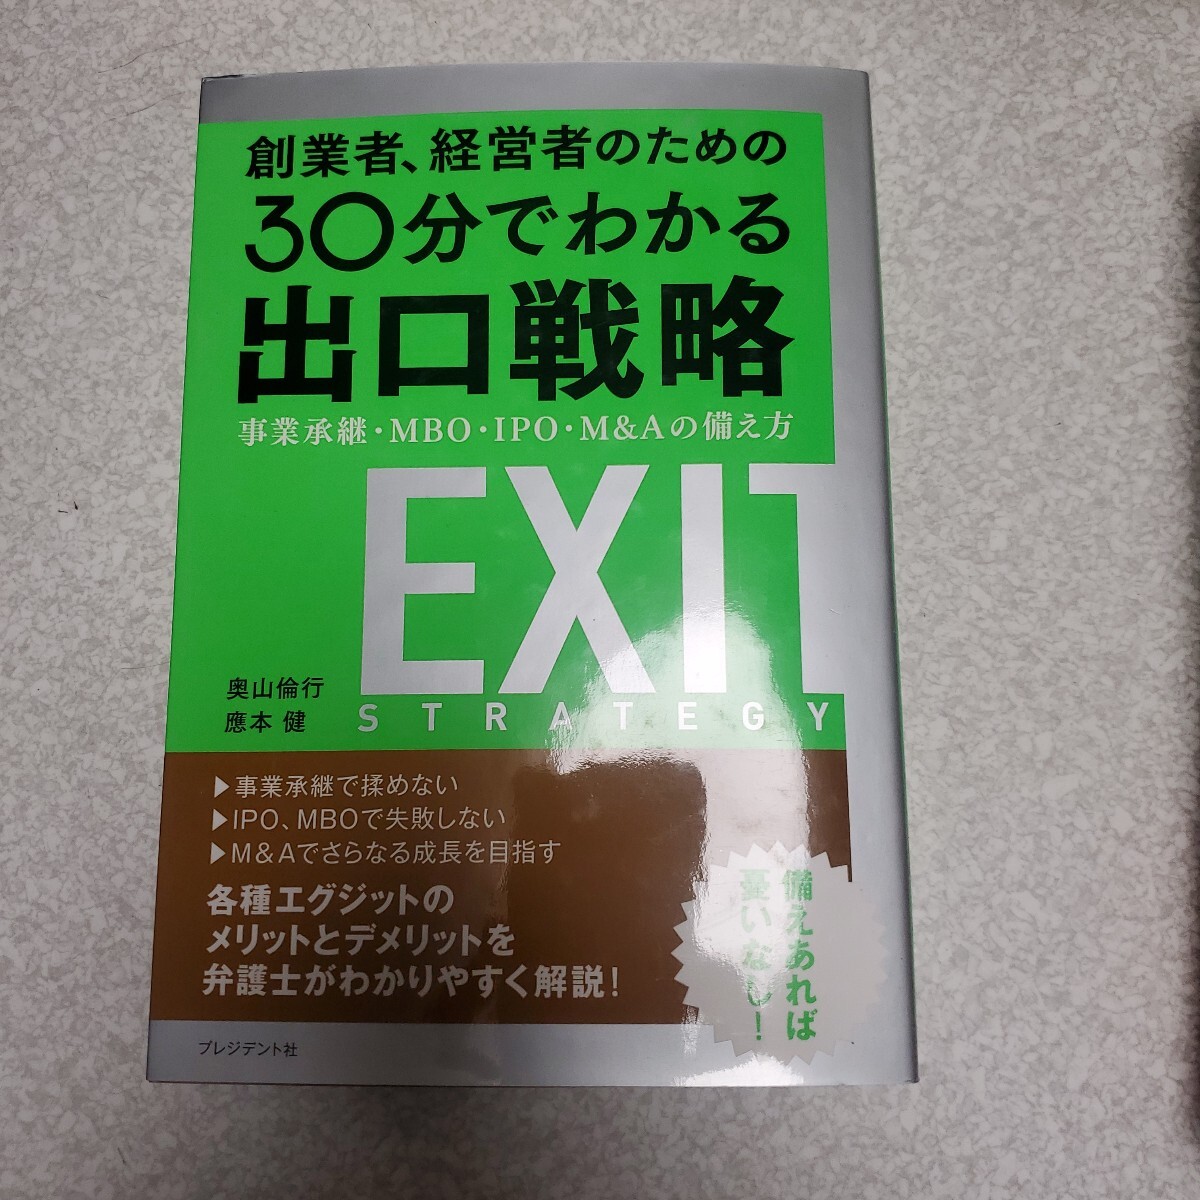 創業者、経営者のための
30分でわかる
出口戦略
事業承継・MBO・IPO・M&Aの備え方
EXIT
STRATEGY
奥山倫行
應本 健
▶事業承継で揉めない
▶IPO、MBOで失敗しない
▶M&Aでさらなる成長を目指す
各種エグジットの
メリットとデメリットを
弁護士がわかりやすく解説!
備えあれば
憂いなし!
プレジデント社